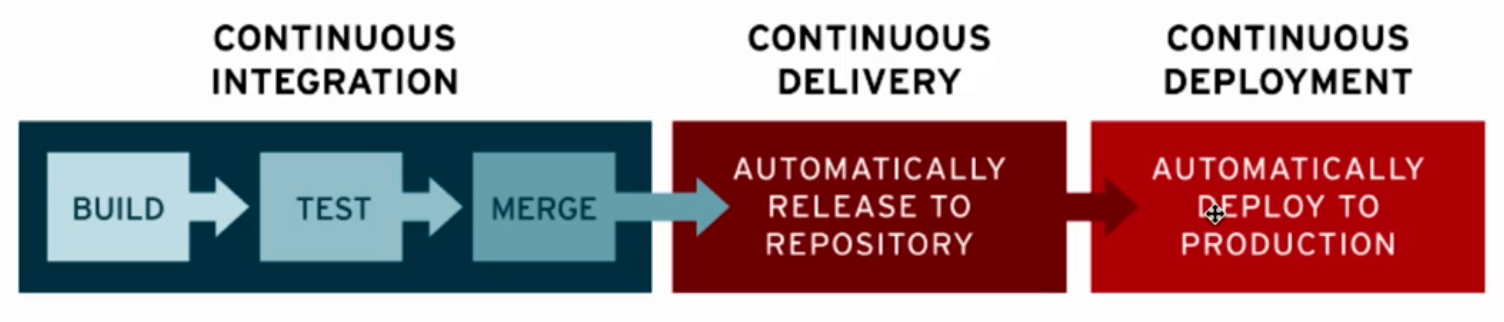 CONTINUOUS
INTEGRATION
BUILD
TEST
MERGE
CONTINUOUS
DELIVERY
AUTOMATICALLY
RELEASE TO
REPOSITORY
CONTINUOUS
DEPLOYMENT
AUTOMATICALLY
DEPLOY TO
PRODUCTION